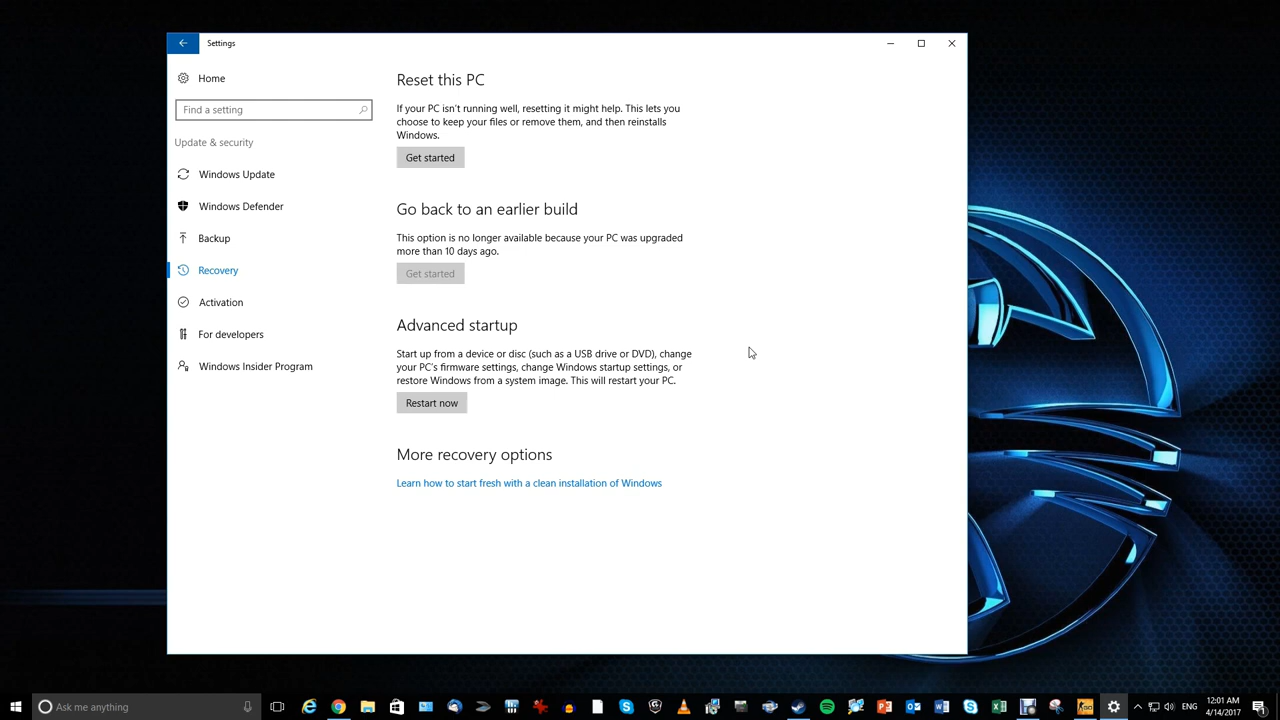 Settings
Home
Find a setting
Update & security
Windows Update
Windows Defender
Backup
Recovery
Activation
For developers
Windows Insider Program
Reset this PC
If your PC isn't running well, resetting it might help. This lets you
choose to keep your files or remove them, and then reinstalls
Windows.
Get started
Go back to an earlier build
This option is no longer available because your PC was upgraded
more than 10 days ago.
Get started
Advanced startup
Start up from a device or disc (such as a USB drive or DVD), change
your PC's firmware settings, change Windows startup settings, or
restore Windows from a system image. This will restart your PC.
Restart now
More recovery options
Learn how to start fresh with a clean installation of Windows
Ask me anything
ENG
12:01 AM
4/14/2017